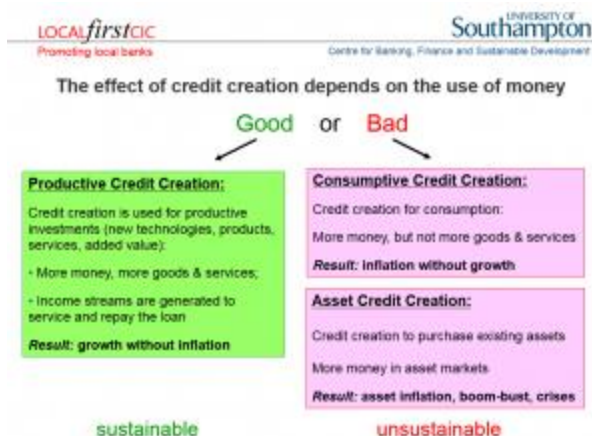 LOCALfirstCIC
Promoting local banks
UNIVERSITY OF
Southampton
Centre for Banking, Finance and Sustainable Development
The effect of credit creation depends on the use of money
Good or Bad
Productive Credit Creation:
Credit creation is used for productive
investments (new technologies, products,
services, added value):
• More money, more goods & services;
• Income streams are generated to
service and repay the loan
Result: growth without inflation
sustainable
Consumptive Credit Creation:
Credit creation for consumption:
More money, but not more goods & services
Result: inflation without growth
Asset Credit Creation:
Credit creation to purchase existing assets
More money in asset markets
Result: asset inflation, boom-bust, crises
unsustainable